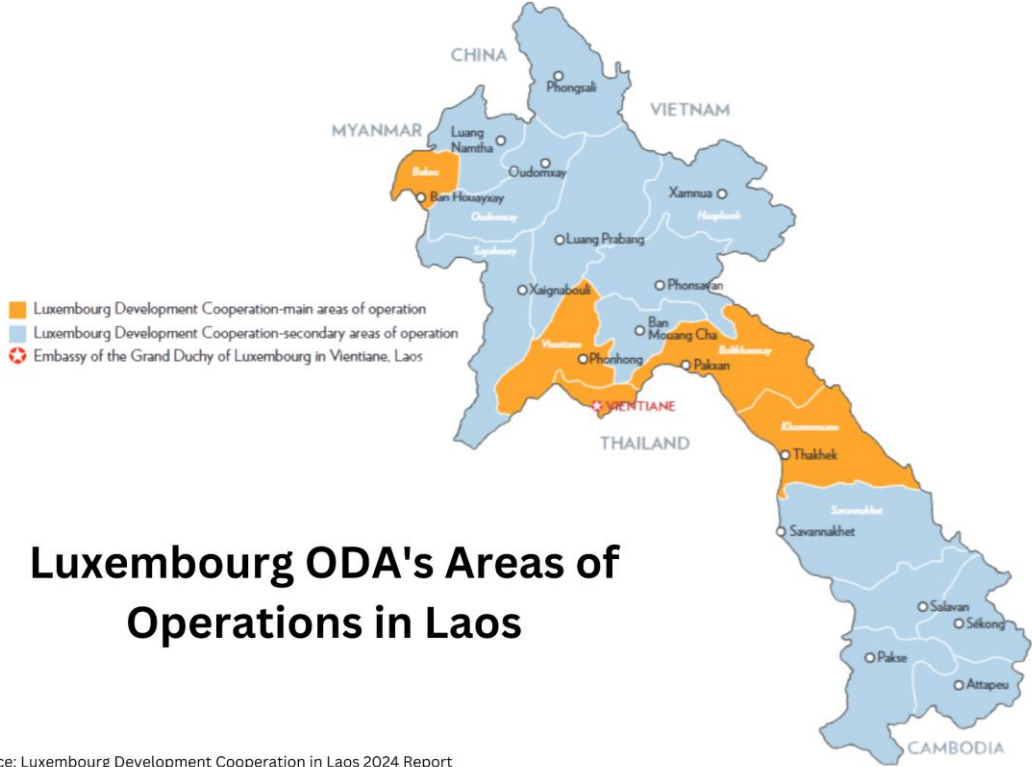 CHINA
Phongsali
VIETNAM
MYANMAR
Luang
Namtha
Oudomxay
Bokeo
Ban Houayxay
Xamnua
Houaphanh
Oudomxay
Luang Prabang
Sayaboury
Xaignabouli
Phonsavan
Luxembourg Development Cooperation-main areas of operation
Luxembourg Development Cooperation-secondary areas of operation
Embassy of the Grand Duchy of Luxembourg in Vientiane, Laos
Ban
Mouang Cha
Vientiane
Phonhong
Bolikhamxay
Pakxan
VIENTIANE
THAILAND
Khammouane
Thakhek
Savannakhet
Savannakhet
Luxembourg ODA's Areas of
Operations in Laos
Salavan
Sékong
Pakse
Attapeu
CAMBODIA
ce: Luxembourg Development Cooperation in Laos 2024 Report